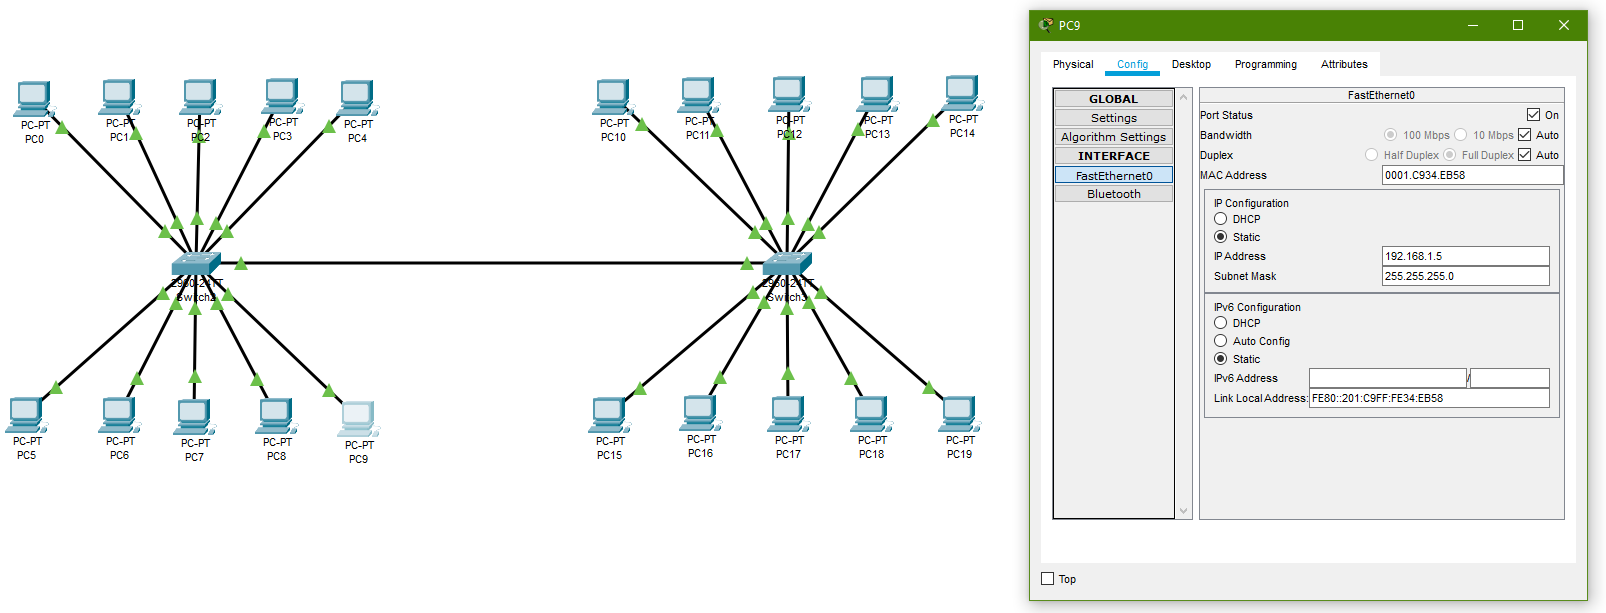 PC-PT
PC0
PC-PT
PC1
PC-PT
PC2
PC-PT
PC3
PC-PT
PC4
PC-PT
PC10
PC-PT
PC11
PC-PT
PC12
PC-PT
PC13
PC-PT
PC14
2960-24TT
Switch2
2960-24TT
Switch3
PC-PT
PC5
PC-PT
PC6
PC-PT
PC7
PC-PT
PC8
PC-PT
PC9
PC-PT
PC15
PC-PT
PC16
PC-PT
PC17
PC-PT
PC18
PC-PT
PC19
PC9
Physical Config Desktop Programming Attributes
GLOBAL
Settings
Algorithm Settings
INTERFACE
FastEthernet0
Bluetooth
FastEthernet0
Port Status On
Bandwidth 100 Mbps 10 Mbps Auto
Duplex Half Duplex Full Duplex Auto
MAC Address 0001.C934.EB58
IP Configuration
DHCP
Static
IP Address 192.168.1.5
Subnet Mask 255.255.255.0
IPv6 Configuration
DHCP
Auto Config
Static
IPv6 Address /
Link Local Address: FE80::201:C9FF:FE34:EB58
Top